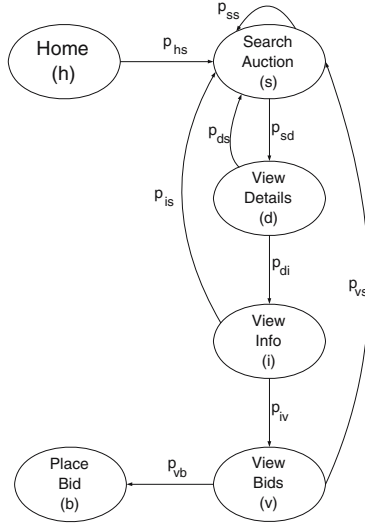 p_ss
Home
(h)
p_hs
Search
Auction
(s)
p_ds
p_sd
p_is
View
Details
(d)
p_di
p_vs
View
Info
(i)
p_iv
Place
Bid
(b)
p_vb
View
Bids
(v)